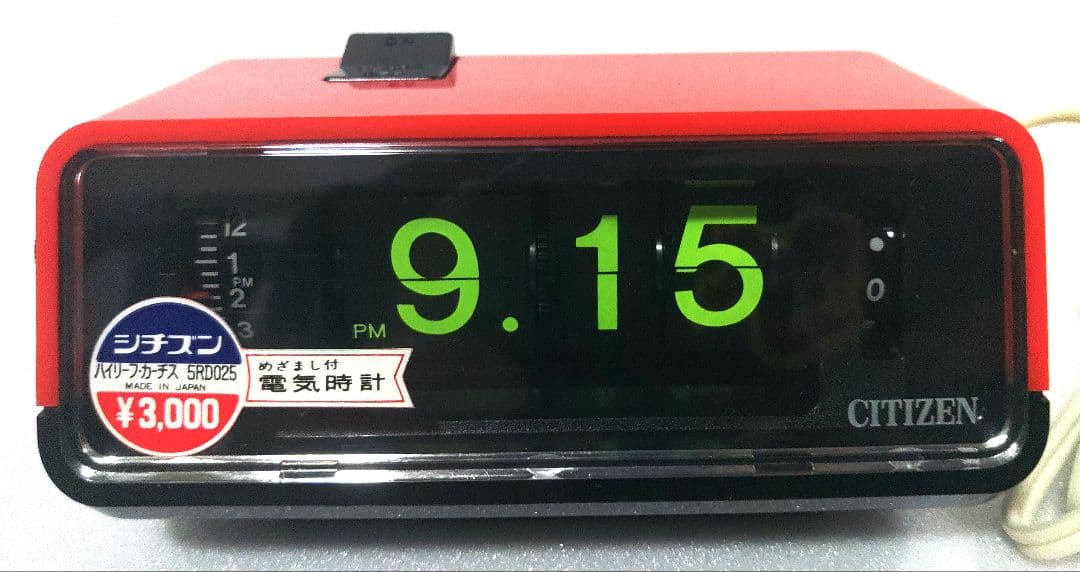 12
1
PM
2
3
PM 9.15
0
シチズン
ハイリーフ・カーチス 5RD025
MADE IN JAPAN
¥3,000
めざまし付
電気時計
CITIZEN